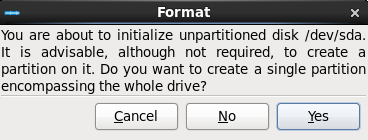 Format
You are about to initialize unpartitioned disk /dev/sda.
It is advisable, although not required, to create a
partition on it. Do you want to create a single partition
encompassing the whole drive?
Cancel No Yes